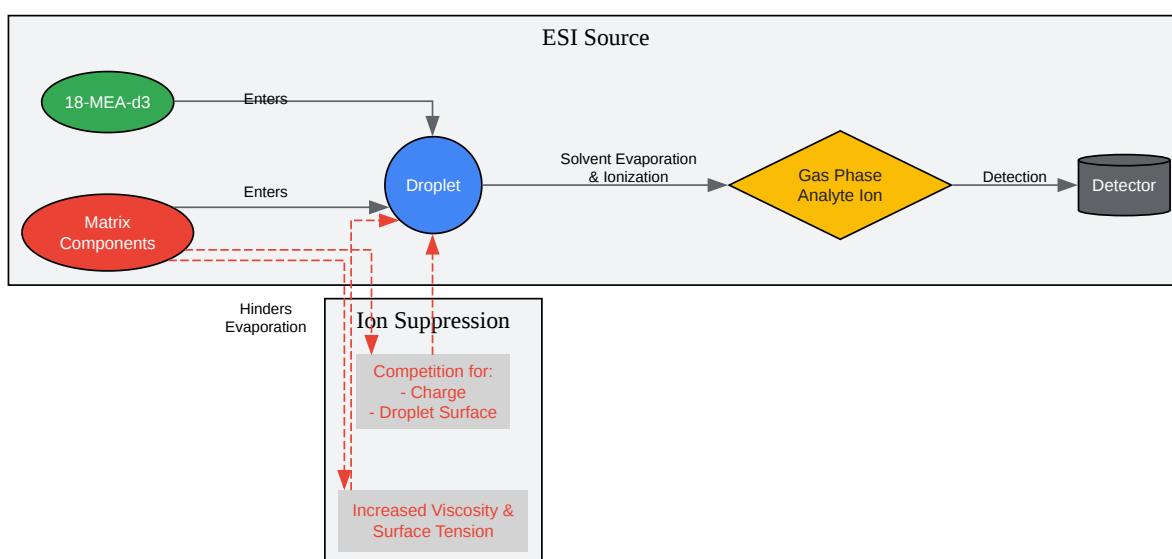 ESI Source
18-MEA-d3
Enters
Solvent Evaporation
& Ionization
Droplet
Gas Phase
Analyte Ion
Detection
Detector
Enters
Matrix
Components
Hinders
Evaporation
Ion Suppression
Competition for:
- Charge
- Droplet Surface
Increased Viscosity &
Surface Tension